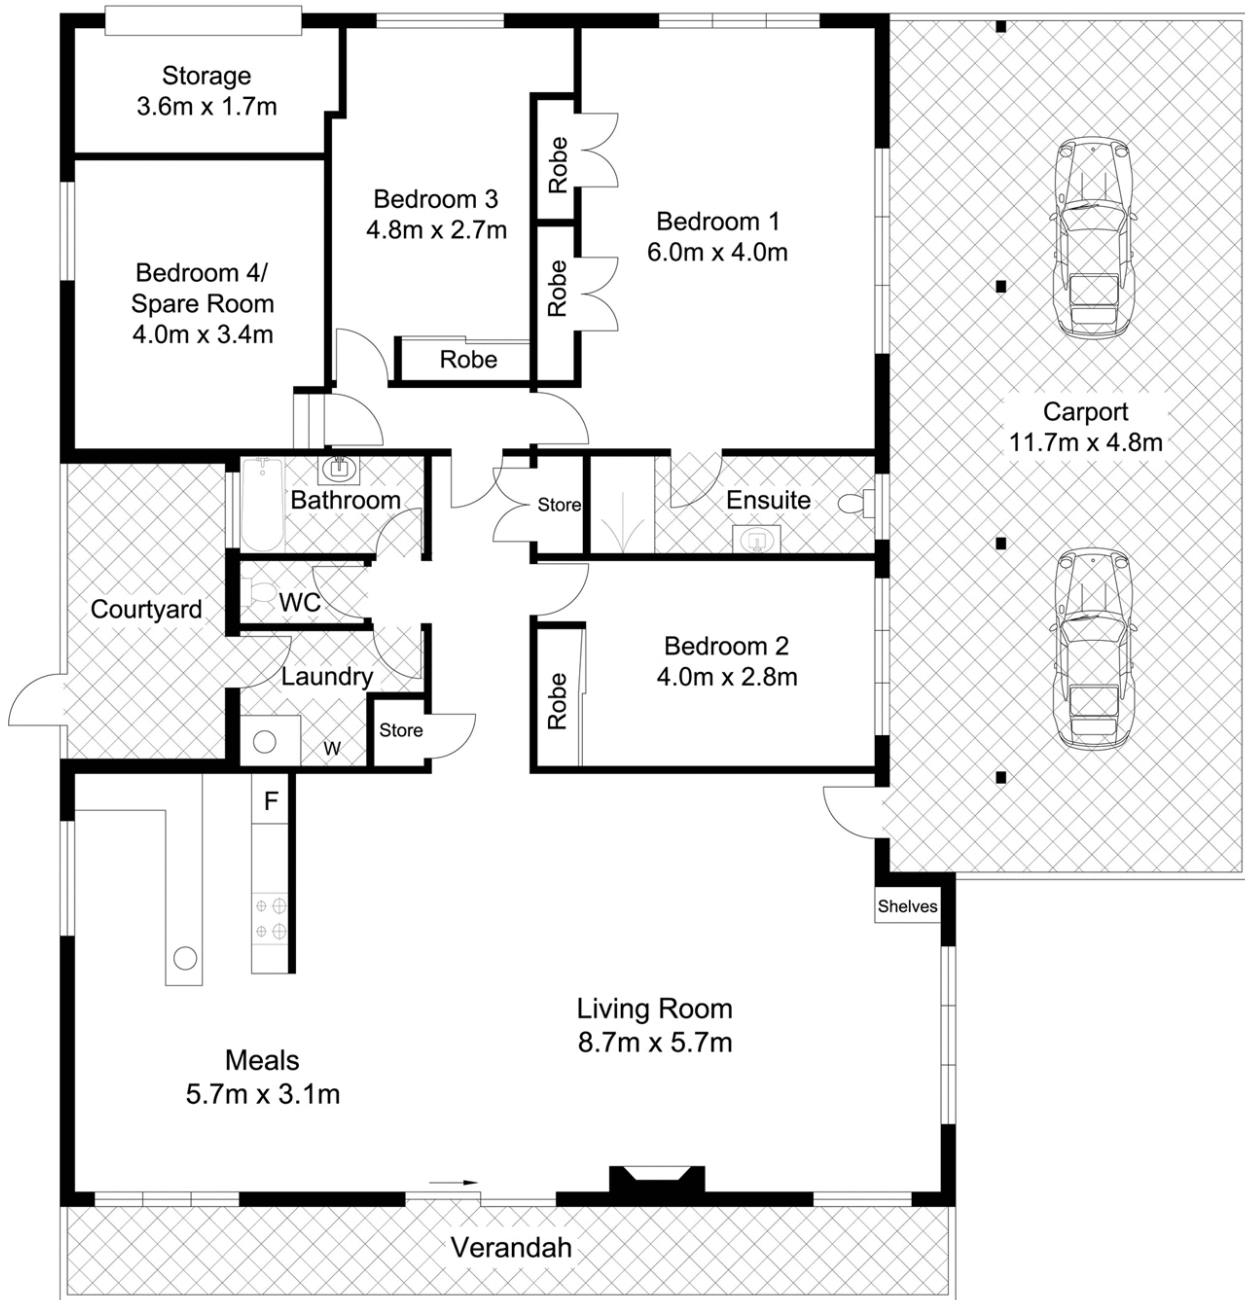 Storage
3.6m x 1.7m
Bedroom 3
4.8m x 2.7m
Robe
Robe
Robe
Bedroom 1
6.0m x 4.0m
Bedroom 4/
Spare Room
4.0m x 3.4m
Carport
11.7m x 4.8m
Bathroom
Store
Ensuite
Courtyard
WC
Laundry
W
Store
Bedroom 2
4.0m x 2.8m
Robe
F
Shelves
Living Room
8.7m x 5.7m
Meals
5.7m x 3.1m
Verandah